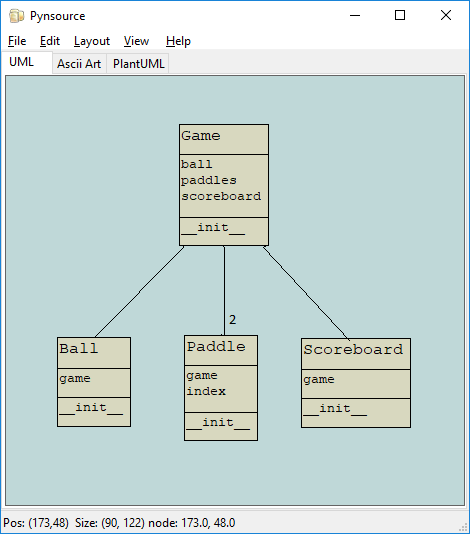 Pynsource
File Edit Layout View Help
UML Ascii Art PlantUML
Game
ball
paddles
scoreboard
__init__
2
Ball
game
__init__
Paddle
game
index
__init__
Scoreboard
game
__init__
Pos: (173,48) Size: (90, 122) node: 173.0, 48.0